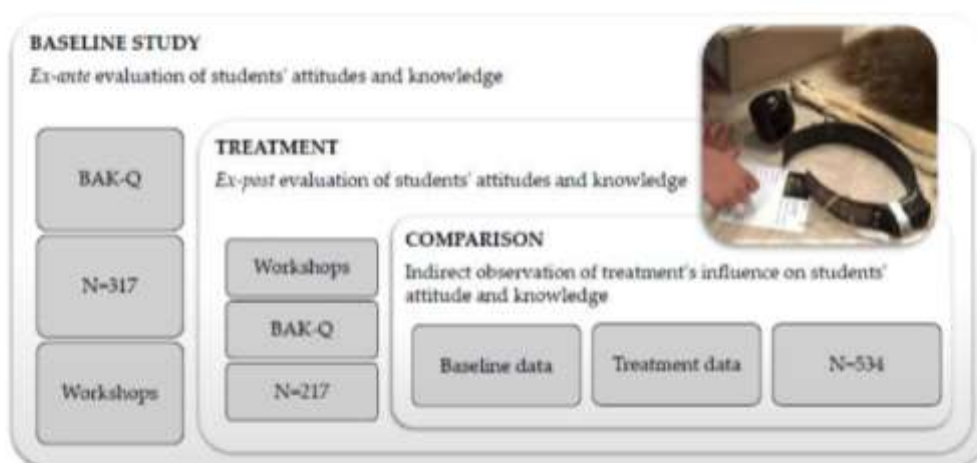 BASELINE STUDY
Ex-ante evaluation of students' attitudes and knowledge
BAK-Q
N=317
Workshops
TREATMENT
Ex-post evaluation of students' attitudes and knowledge
Workshops
BAK-Q
N=217
COMPARISON
Indirect observation of treatment's influence on students'
attitude and knowledge
Baseline data
Treatment data
N=534